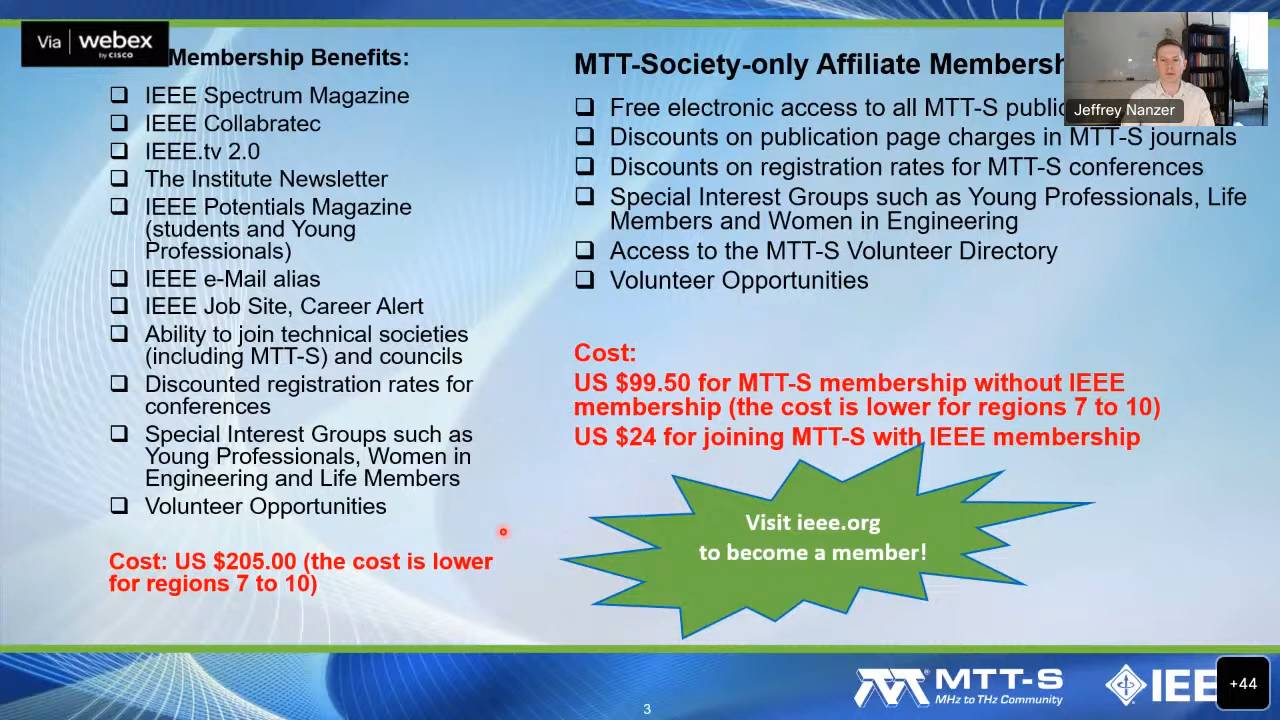 Via | webex
by CISCO
Membership Benefits:
IEEE Spectrum Magazine
IEEE Collabratec
IEEE.tv 2.0
The Institute Newsletter
IEEE Potentials Magazine
(students and Young
Professionals)
IEEE e-Mail alias
IEEE Job Site, Career Alert
Ability to join technical societies
(including MTT-S) and councils
Discounted registration rates for
conferences
Special Interest Groups such as
Young Professionals, Women in
Engineering and Life Members
Volunteer Opportunities
Cost: US $205.00 (the cost is lower
for regions 7 to 10)
MTT-Society-only Affiliate
Free electronic access to all MTT-S
Discounts on publication page charges in MTT-S journals
Discounts on registration rates for MTT-S conferences
Special Interest Groups such as Young Professionals, Life
Members and Women in Engineering
Access to the MTT-S Volunteer Directory
Volunteer Opportunities
Cost:
US $99.50 for MTT-S membership without IEEE
membership (the cost is lower for regions 7 to 10)
US $24 for joining MTT-S with IEEE membership
Visit ieee.org
to become a member!
Jeffrey Nanzer
MTT-S
MHz to THz Community
+44
3